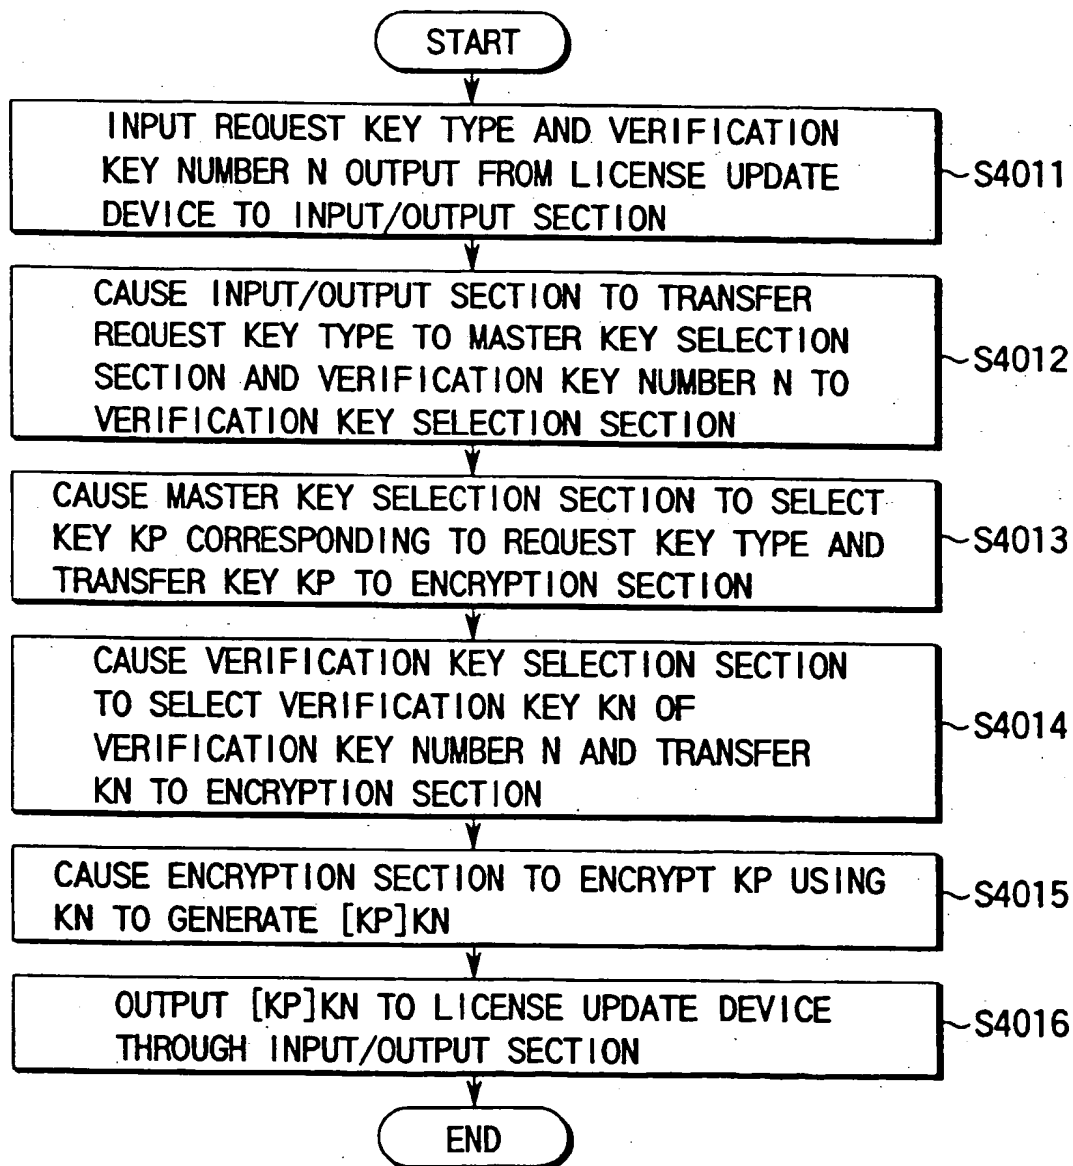 START
INPUT REQUEST KEY TYPE AND VERIFICATION
KEY NUMBER N OUTPUT FROM LICENSE UPDATE
DEVICE TO INPUT/OUTPUT SECTION
S4011
CAUSE INPUT/OUTPUT SECTION TO TRANSFER
REQUEST KEY TYPE TO MASTER KEY SELECTION
SECTION AND VERIFICATION KEY NUMBER N TO
VERIFICATION KEY SELECTION SECTION
S4012
CAUSE MASTER KEY SELECTION SECTION TO SELECT
KEY KP CORRESPONDING TO REQUEST KEY TYPE AND
TRANSFER KEY KP TO ENCRYPTION SECTION
S4013
CAUSE VERIFICATION KEY SELECTION SECTION
TO SELECT VERIFICATION KEY KN OF
VERIFICATION KEY NUMBER N AND TRANSFER
KN TO ENCRYPTION SECTION
S4014
CAUSE ENCRYPTION SECTION TO ENCRYPT KP USING
KN TO GENERATE [KP]KN
S4015
OUTPUT [KP]KN TO LICENSE UPDATE DEVICE
THROUGH INPUT/OUTPUT SECTION
S4016
END